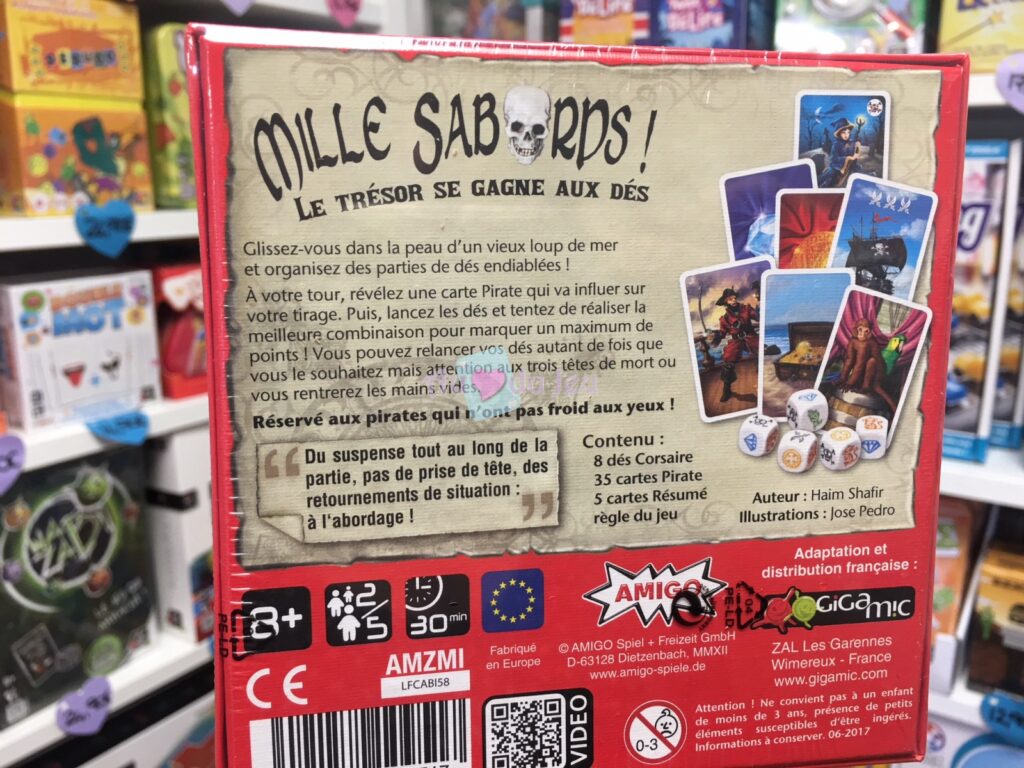 MILLE SABORDS !
LE TRÉSOR SE GAGNE AUX DÉS
Glissez-vous dans la peau d'un vieux loup de mer
et organisez des parties de dés endiablées !
À votre tour, révélez une carte Pirate qui va influer sur
votre tirage. Puis, lancez les dés et tentez de réaliser la
meilleure combinaison pour marquer un maximum de
points ! Vous pouvez relancer vos dés autant de fois que
vous le souhaitez mais attention aux trois têtes de mort ou
vous rentrerez les mains vides.
Réservé aux pirates qui n'ont pas froid aux yeux !
“ Du suspense tout au long de la
partie, pas de prise de tête, des
retournements de situation :
à l'abordage ! ”
Contenu :
8 dés Corsaire
35 cartes Pirate
5 cartes Résumé
règle du jeu
Auteur : Haim Shafir
Illustrations : Jose Pedro
8+
2/5
30 min
Fabriqué
en Europe
AMIGO
© AMIGO Spiel + Freizeit GmbH
D-63128 Dietzenbach, MMXII
www.amigo-spiele.de
Adaptation et
distribution française :
GIGAMIC
ZAL Les Garennes
Wimereux - France
www.gigamic.com
CE
AMZMI
LFCABI58
VIDEO
0-3
Attention ! Ne convient pas à un enfant
de moins de 3 ans, présence de petits
éléments susceptibles d'être ingérés.
Informations à conserver. 06-2017
PE-LD
04
PE-LD
MOT